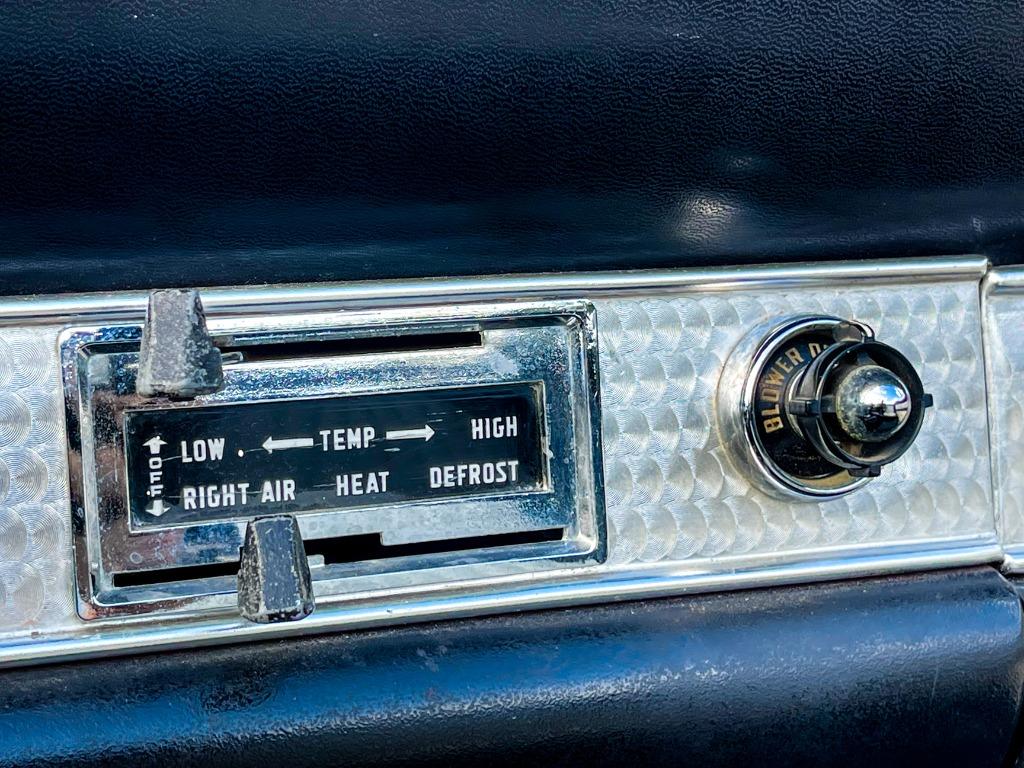 LOW ← TEMP → HIGH
OFF
RIGHT AIR HEAT DEFROST
BLOWER